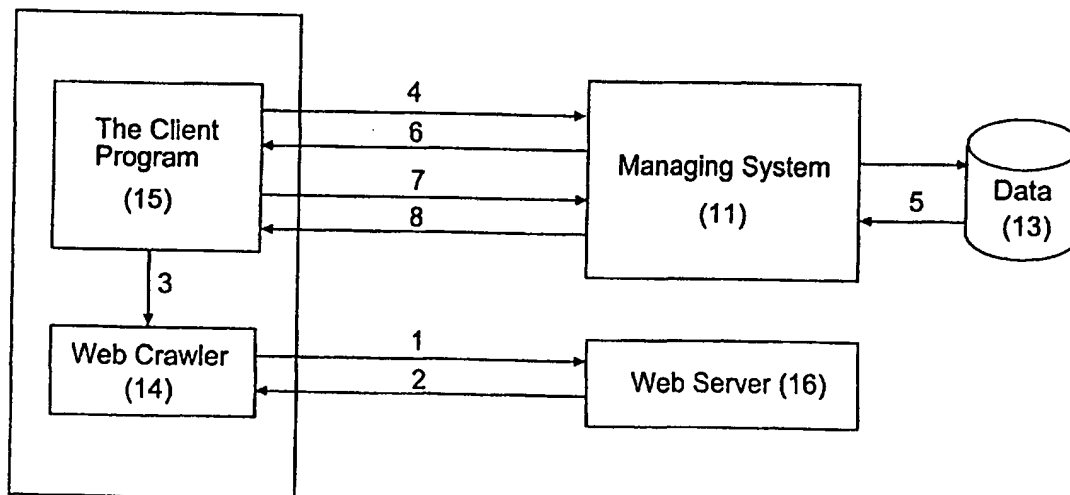 The Client
Program
(15)
4
6
7
8
Managing System
(11)
5
Data
(13)
3
Web Crawler
(14)
1
2
Web Server (16)